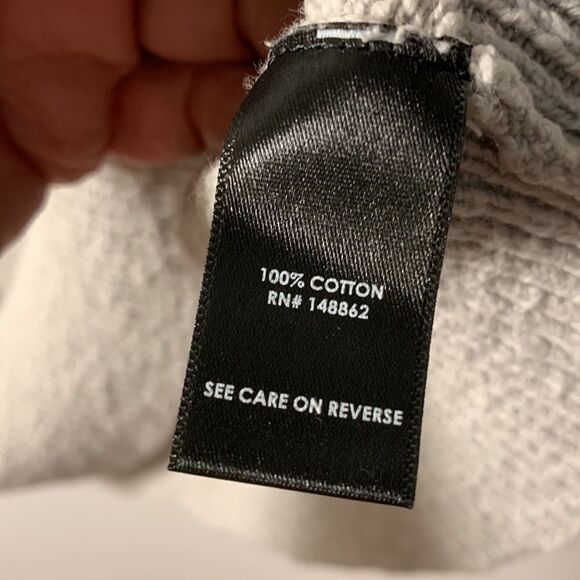 100% COTTON
RN# 148862
SEE CARE ON REVERSE